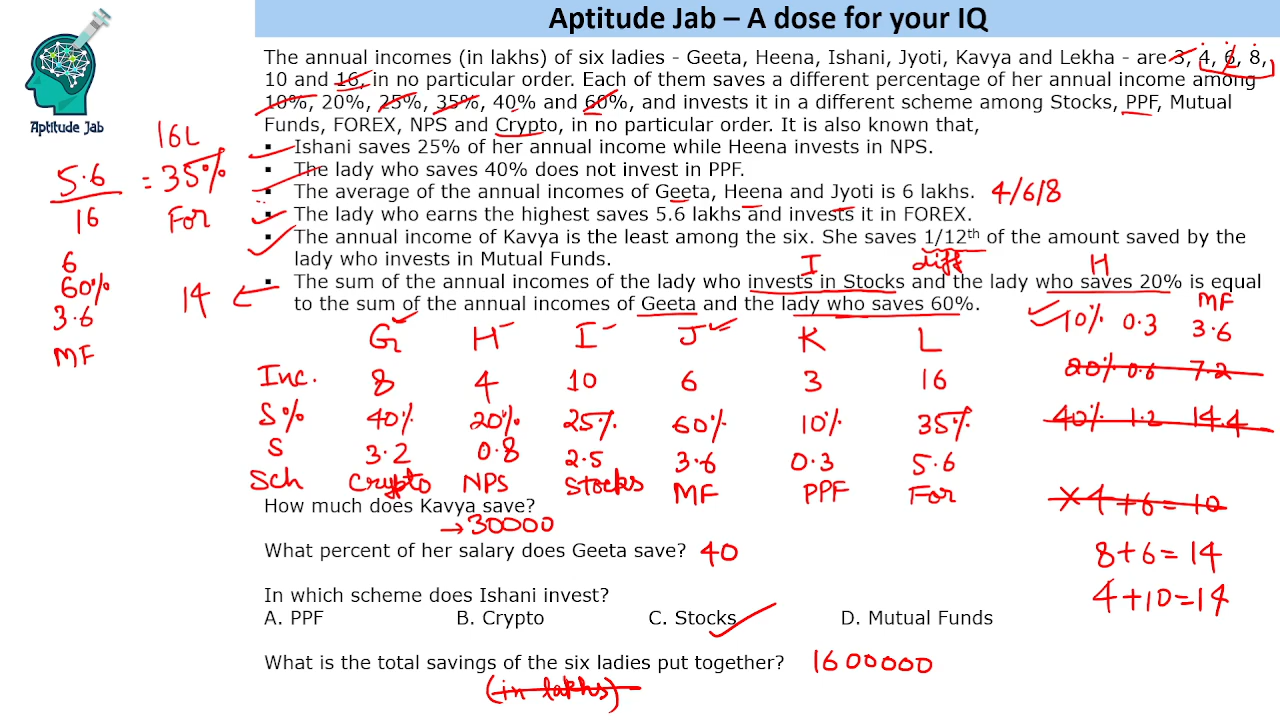 Aptitude Jab – A dose for your IQ
Aptitude Jab
The annual incomes (in lakhs) of six ladies - Geeta, Heena, Ishani, Jyoti, Kavya and Lekha - are 3, 4, 6, 8,
10 and 16, in no particular order. Each of them saves a different percentage of her annual income among
10%, 20%, 25%, 35%, 40% and 60%, and invests it in a different scheme among Stocks, PPF, Mutual
Funds, FOREX, NPS and Crypto, in no particular order. It is also known that,
▪ Ishani saves 25% of her annual income while Heena invests in NPS.
▪ The lady who saves 40% does not invest in PPF.
▪ The average of the annual incomes of Geeta, Heena and Jyoti is 6 lakhs. 4/6/8
▪ The lady who earns the highest saves 5.6 lakhs and invests it in FOREX.
▪ The annual income of Kavya is the least among the six. She saves 1/12th of the amount saved by the
lady who invests in Mutual Funds.
I diff H
▪ The sum of the annual incomes of the lady who invests in Stocks and the lady who saves 20% is equal
to the sum of the annual incomes of Geeta and the lady who saves 60%.
16L
5.6 = 35%
16 For
6
60%
3.6
MF
14
MF
10% 0.3 3.6
20% 0.6 7.2
40% 1.2 14.4
G H I J K L
Inc. 8 4 10 6 3 16
S% 40% 20% 25% 60% 10% 35%
S 3.2 0.8 2.5 3.6 0.3 5.6
Sch Crypto NPS Stocks MF PPF For
X 4+6=10
8+6=14
4+10=14
How much does Kavya save?
→30000
What percent of her salary does Geeta save? 40
In which scheme does Ishani invest?
A. PPF B. Crypto C. Stocks D. Mutual Funds
What is the total savings of the six ladies put together? 1600000
(in lakhs)